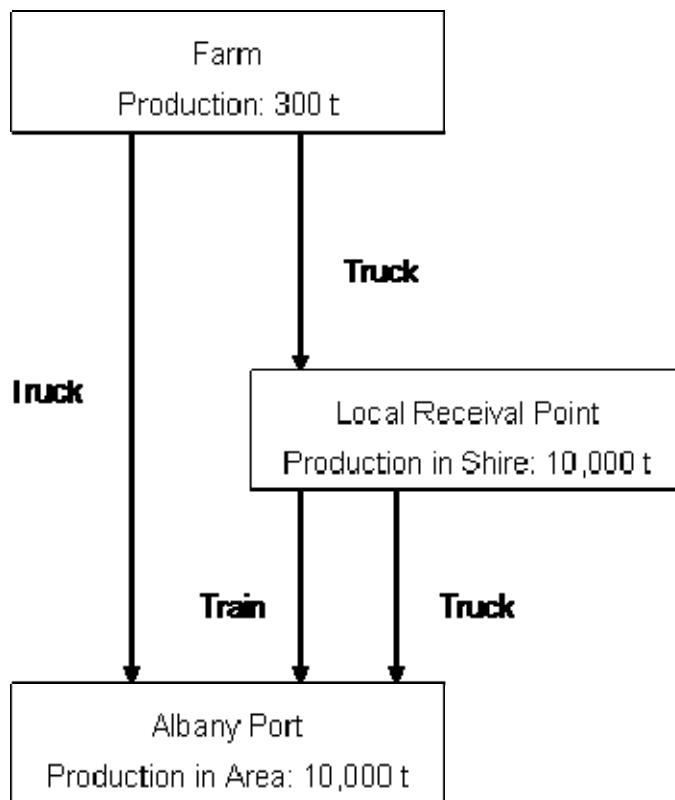 Farm
Production: 300 t
Truck
Truck
Local Receival Point
Production in Shire: 10,000 t
Train
Truck
Albany Port
Production in Area: 10,000 t